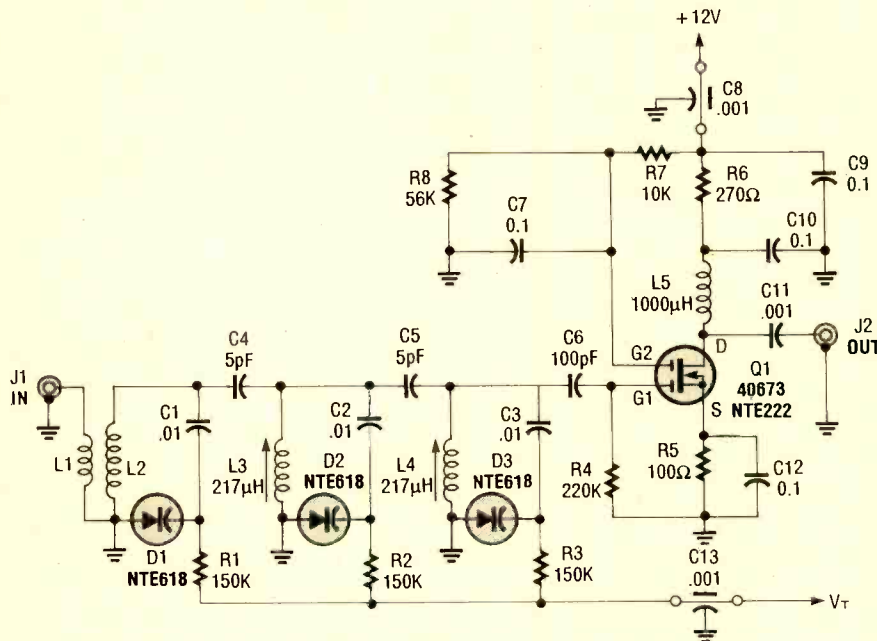 +12V
C8
.001
R8
56K
R7
10K
R6
270Ω
C9
0.1
C7
0.1
C10
0.1
L5
1000µH
C11
.001
J2
OUT
D
G2
Q1
40673
NTE222
G1
S
C4
5pF
C5
5pF
C6
100pF
J1
IN
C1
.01
C2
.01
C3
.01
L1
L2
L3
217µH
D2
NTE618
L4
217µH
D3
NTE618
R4
220K
R5
100Ω
C12
0.1
D1
NTE618
R1
150K
R2
150K
R3
150K
C13
.001
VT